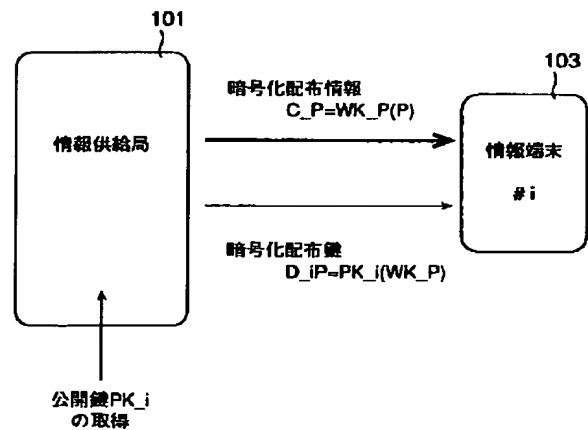 101
103
情報供給局
暗号化配布情報
C_P=WK_P(P)
情報端末
#i
暗号化配布鍵
D_iP=PK_i(WK_P)
公開鍵PK_i
の取得